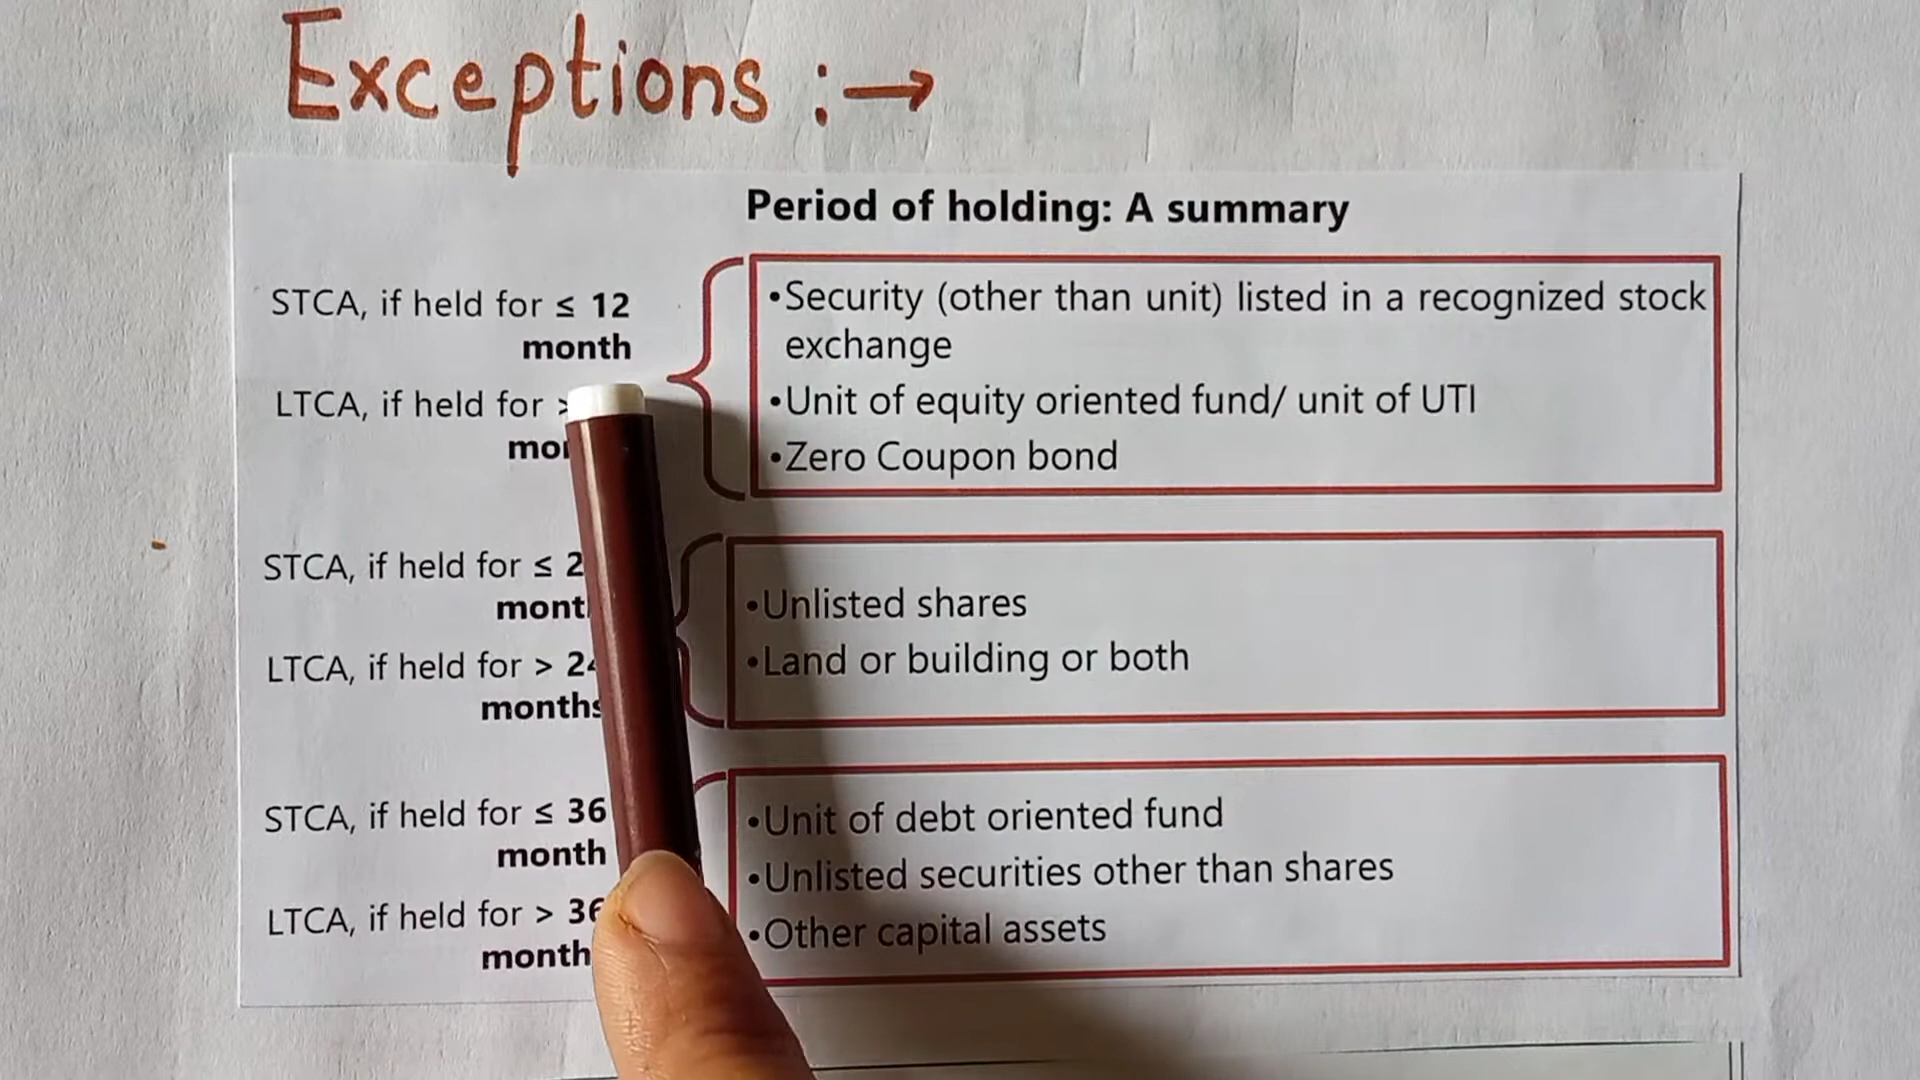 Exceptions :→
Period of holding: A summary
STCA, if held for ≤ 12
month
LTCA, if held for
•Security (other than unit) listed in a recognized stock
exchange
•Unit of equity oriented fund/ unit of UTI
•Zero Coupon bond
STCA, if held for ≤
LTCA, if held for >
months
•Unlisted shares
•Land or building or both
STCA, if held for ≤ 36
month
LTCA, if held for > 36
month
•Unit of debt oriented fund
•Unlisted securities other than shares
•Other capital assets